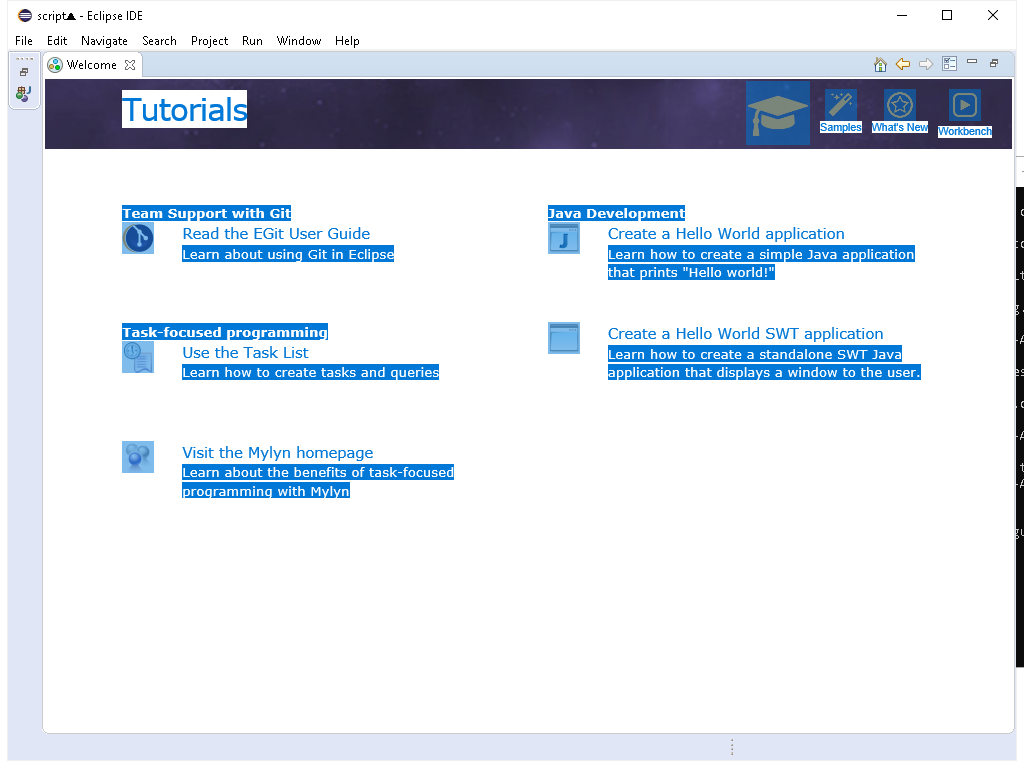 script▲ - Eclipse IDE
File Edit Navigate Search Project Run Window Help
Welcome
Tutorials
Samples
What's New
Workbench
Team Support with Git
Read the EGit User Guide
Learn about using Git in Eclipse
Task-focused programming
Use the Task List
Learn how to create tasks and queries
Visit the Mylyn homepage
Learn about the benefits of task-focused
programming with Mylyn
Java Development
Create a Hello World application
Learn how to create a simple Java application
that prints "Hello world!"
Create a Hello World SWT application
Learn how to create a standalone SWT Java
application that displays a window to the user.